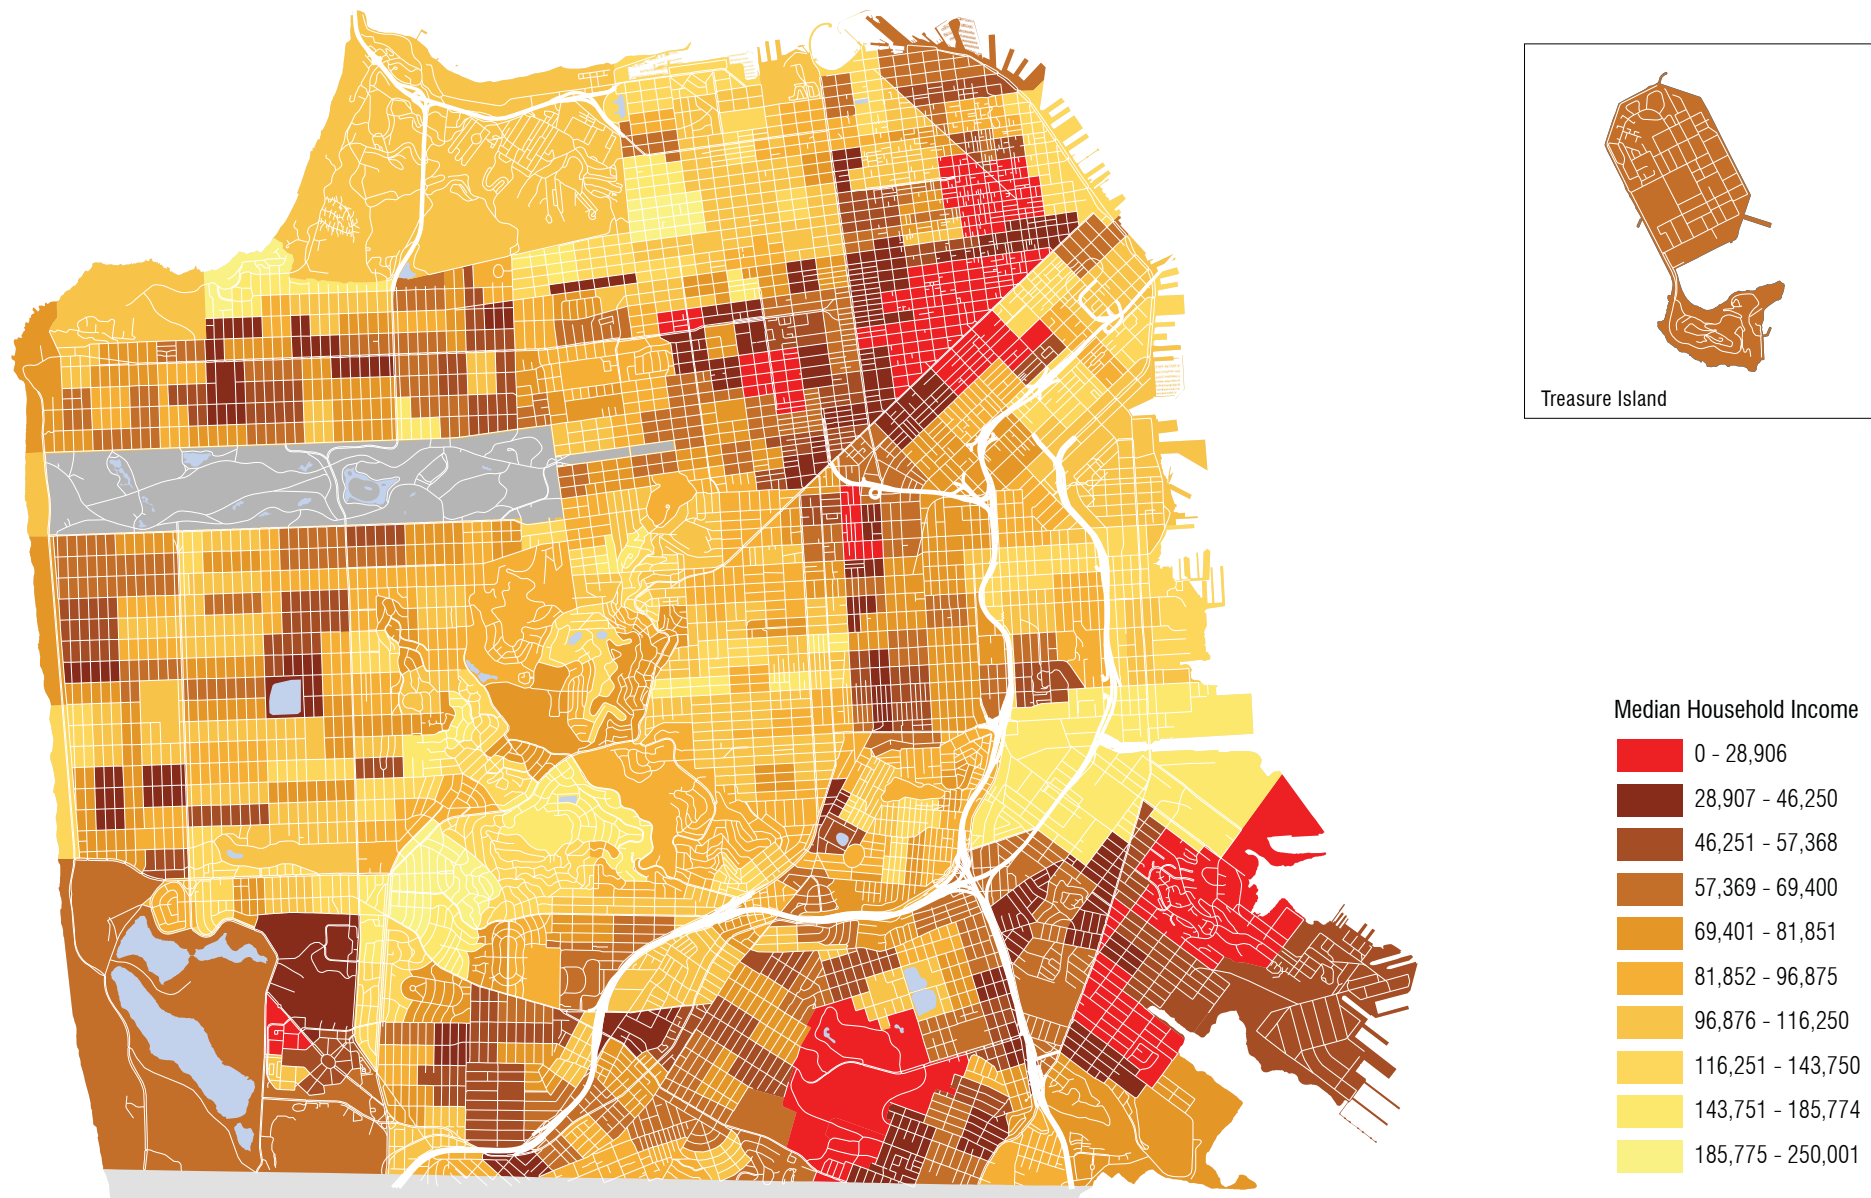 Treasure Island
Median Household Income
0 - 28,906
28,907 - 46,250
46,251 - 57,368
57,369 - 69,400
69,401 - 81,851
81,852 - 96,875
96,876 - 116,250
116,251 - 143,750
143,751 - 185,774
185,775 - 250,001